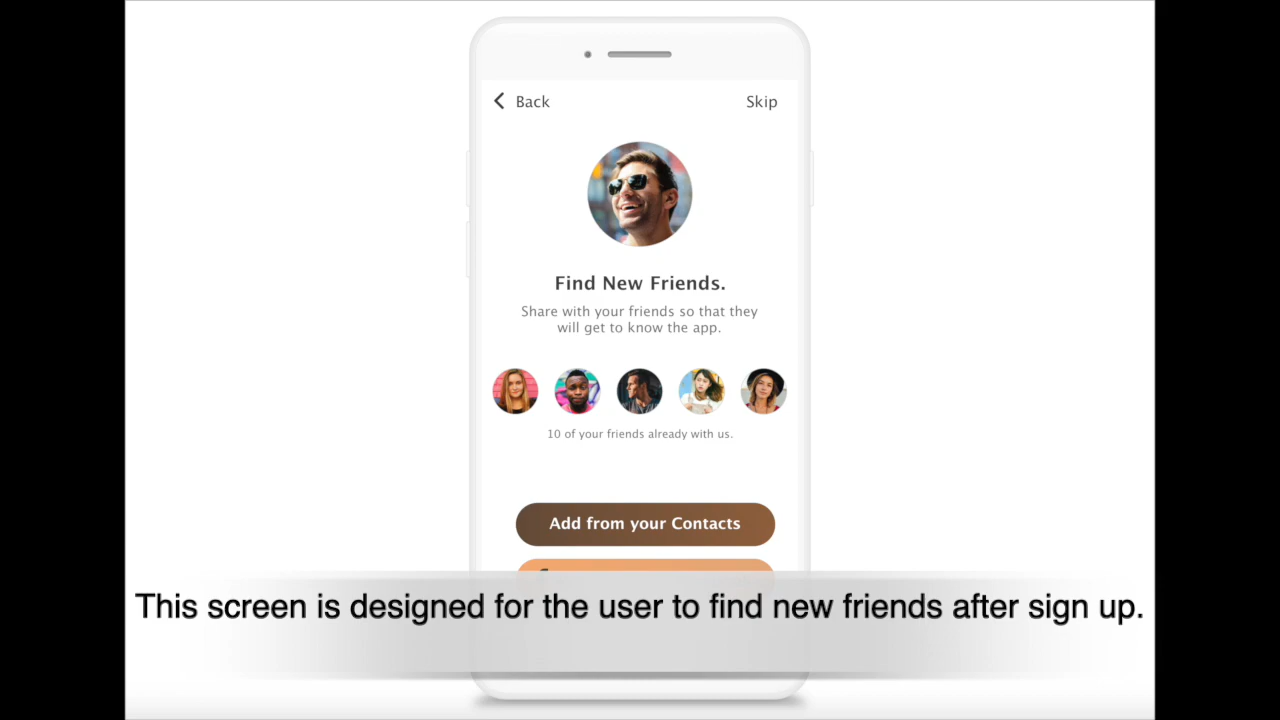 Back
Skip
Find New Friends.
Share with your friends so that they
will get to know the app.
10 of your friends already with us.
Add from your Contacts
This screen is designed for the user to find new friends after sign up.